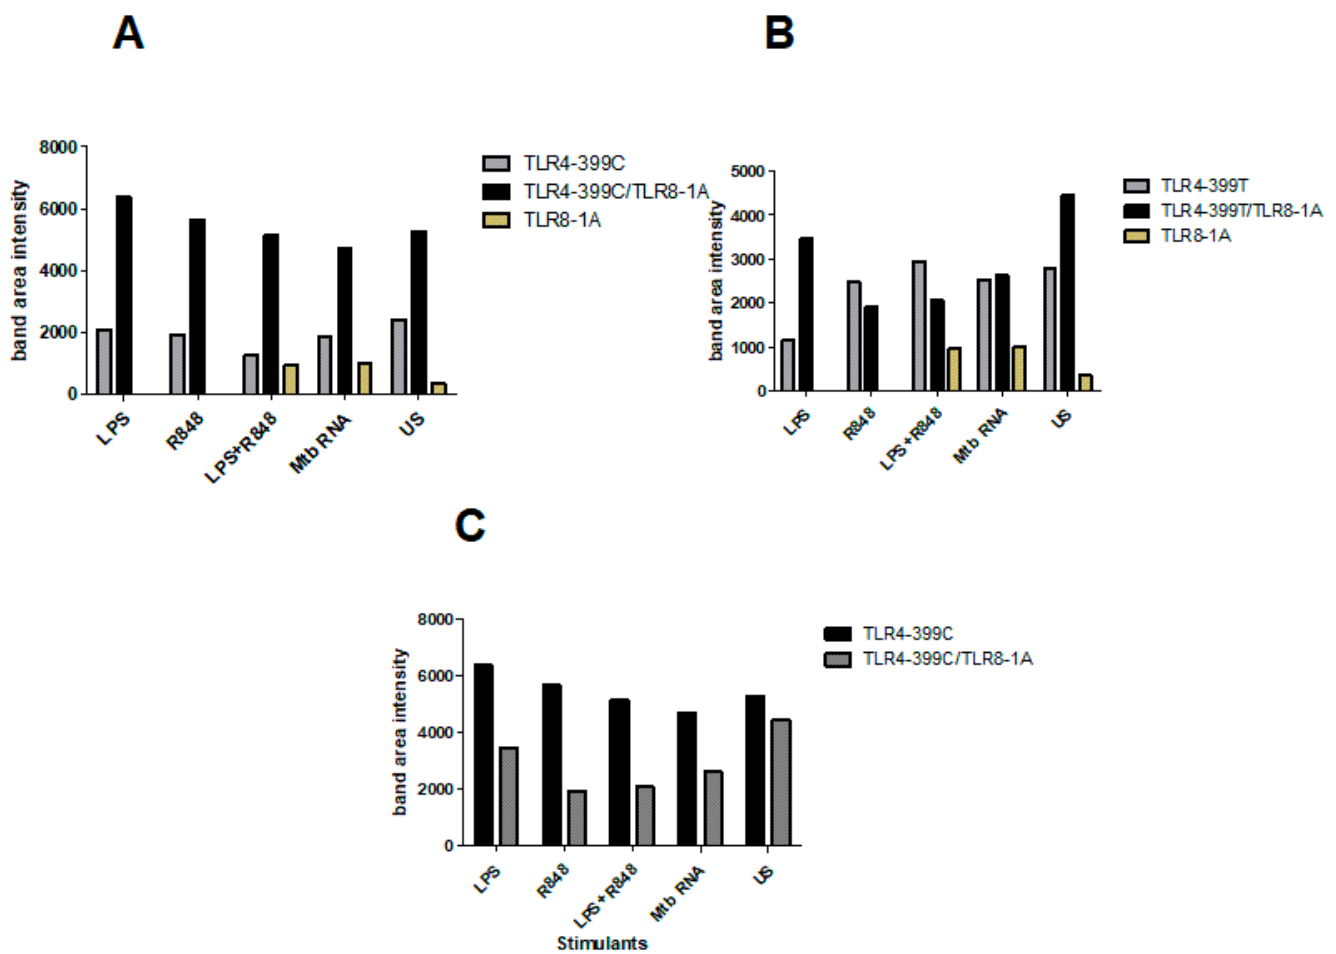 A
B
8000
6000
4000
2000
0
band area intensity
LPS
R848
LPS+R848
Mtb RNA
US
TLR4-399C
TLR4-399C/TLR8-1A
TLR8-1A
5000
4000
3000
2000
1000
0
band area intensity
LPS
R848
LPS+R848
Mtb RNA
US
TLR4-399T
TLR4-399T/TLR8-1A
TLR8-1A
C
8000
6000
4000
2000
0
band area intensity
LPS
R848
LPS+R848
Mtb RNA
US
Stimulants
TLR4-399C
TLR4-399C/TLR8-1A